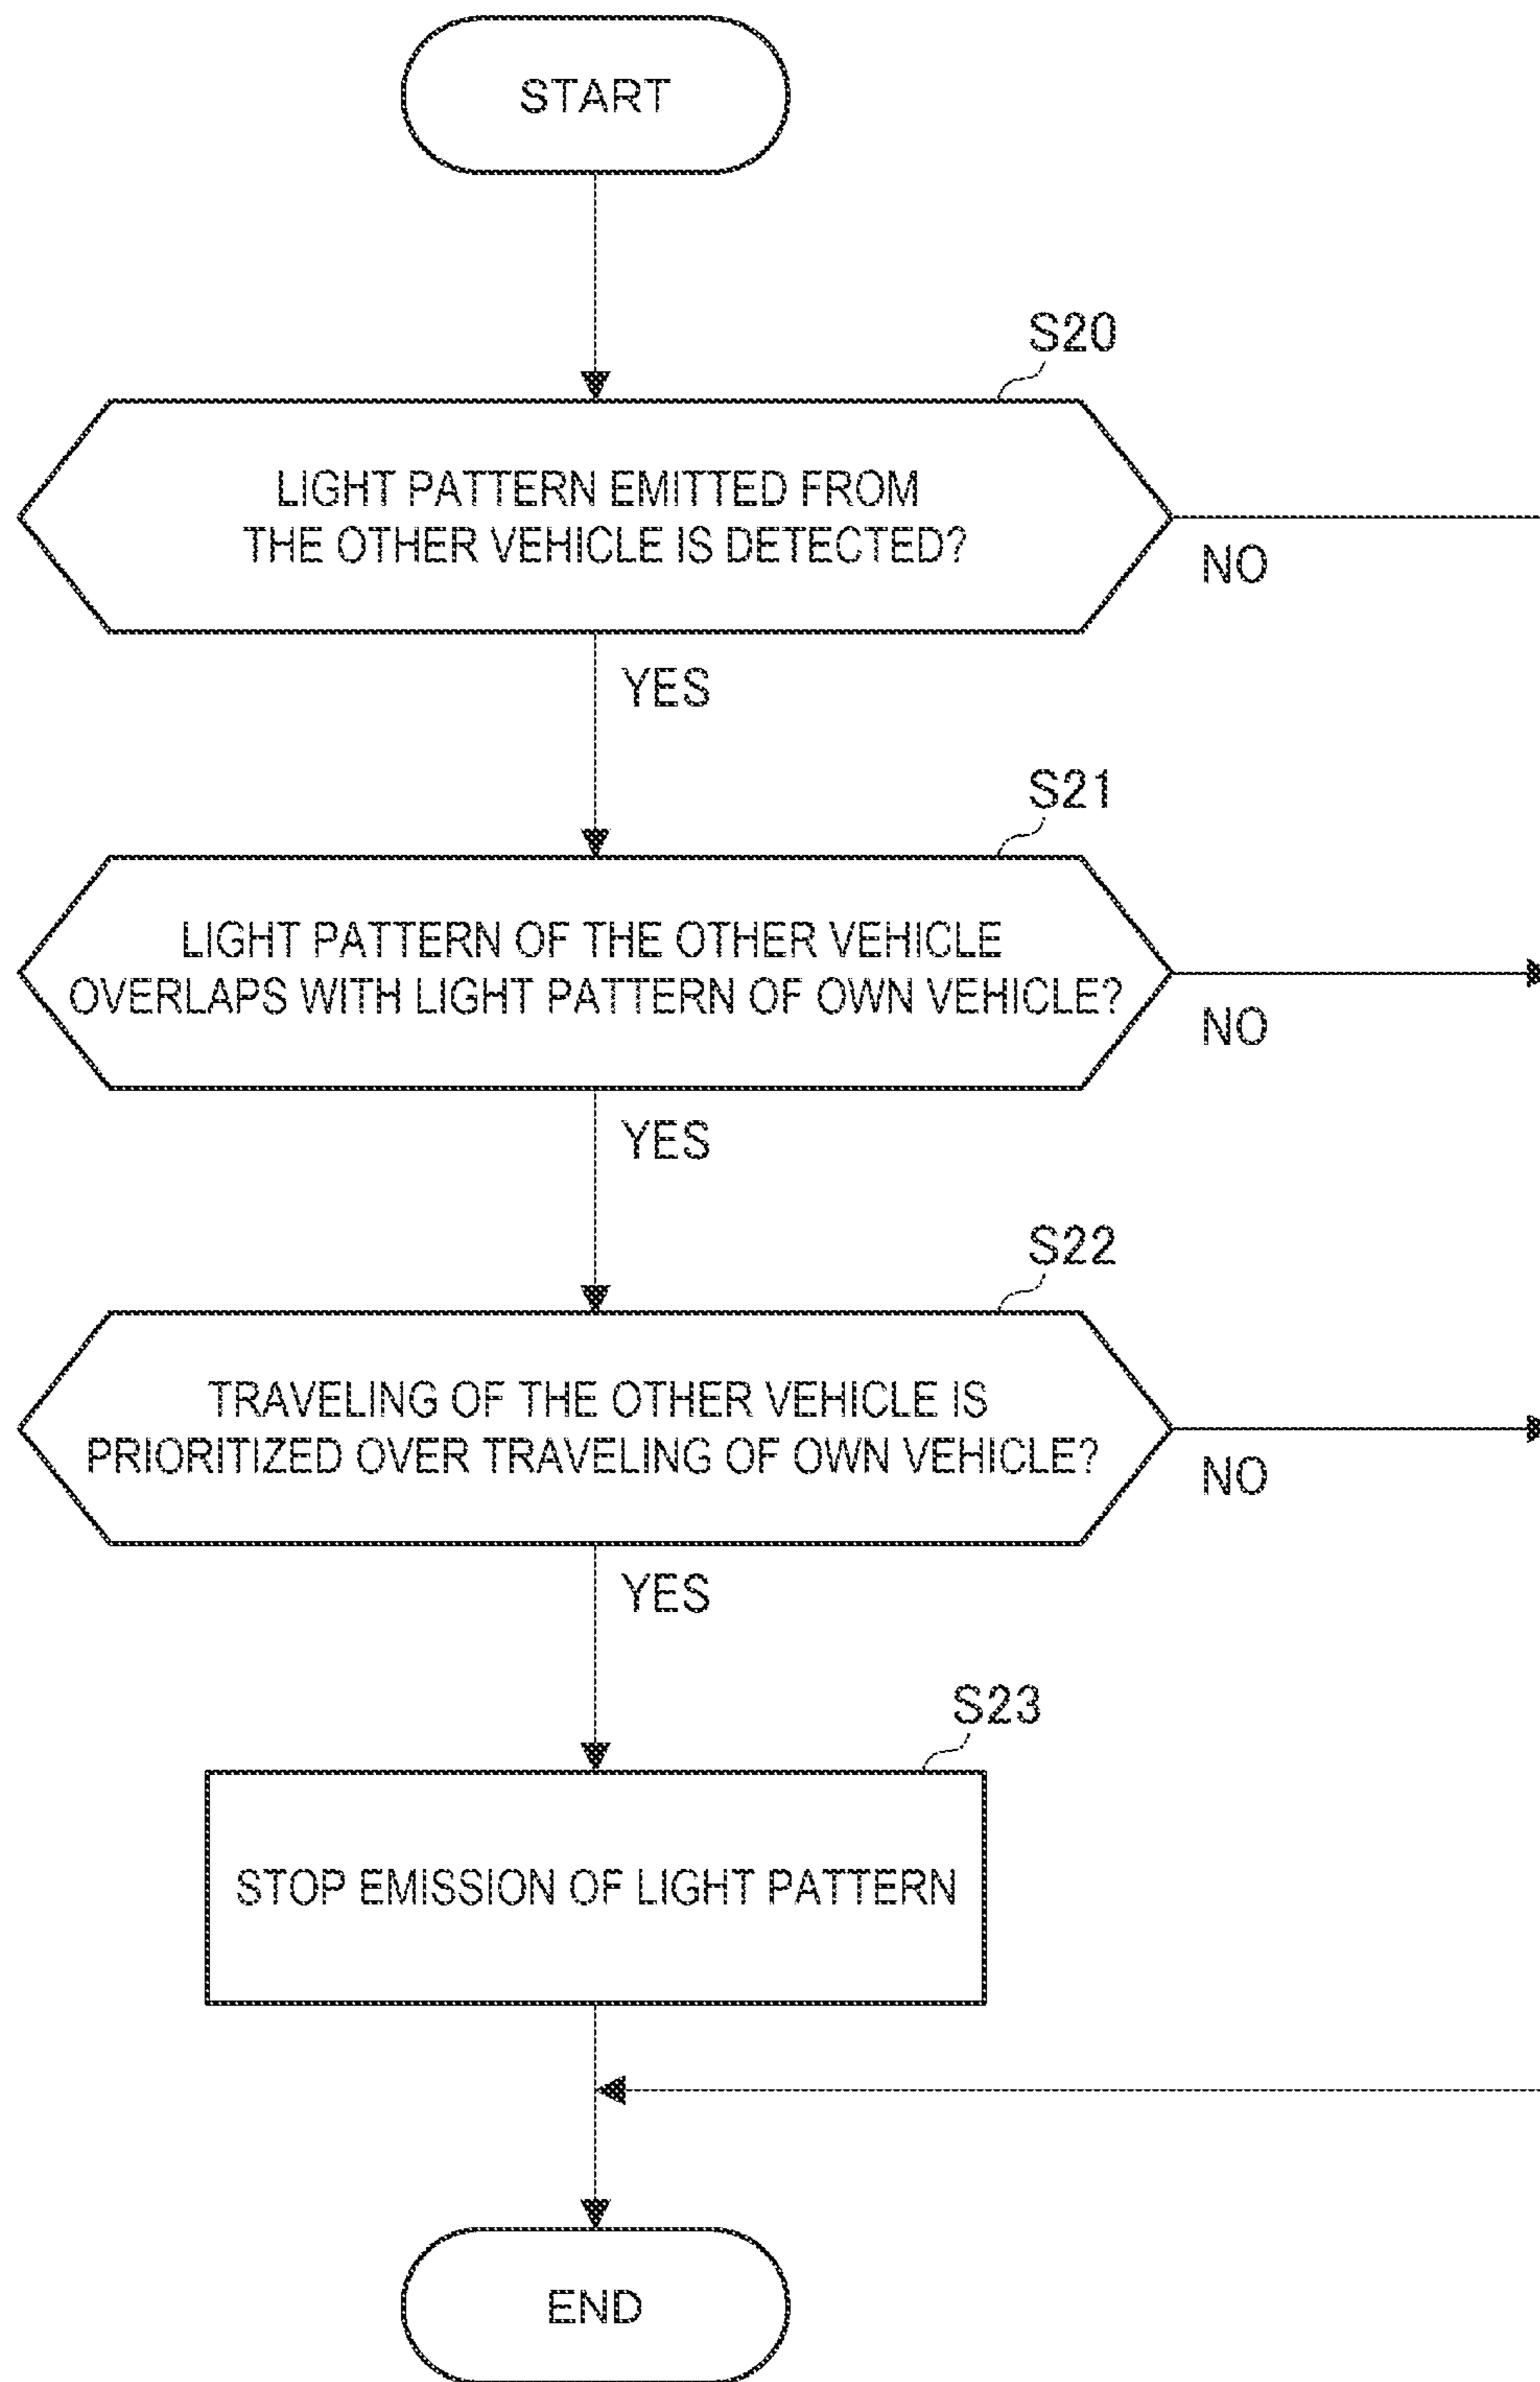 START
S20
LIGHT PATTERN EMITTED FROM
THE OTHER VEHICLE IS DETECTED?
NO
YES
S21
LIGHT PATTERN OF THE OTHER VEHICLE
OVERLAPS WITH LIGHT PATTERN OF OWN VEHICLE?
NO
YES
S22
TRAVELING OF THE OTHER VEHICLE IS
PRIORITIZED OVER TRAVELING OF OWN VEHICLE?
NO
YES
S23
STOP EMISSION OF LIGHT PATTERN
END